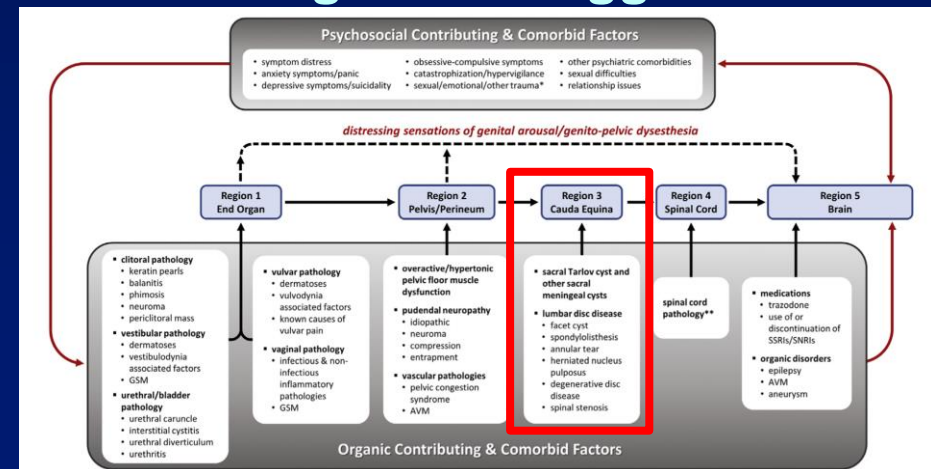 Psychosocial Contributing & Comorbid Factors
• symptom distress
• anxiety symptoms/panic
• depressive symptoms/suicidality
• obsessive-compulsive symptoms
• catastrophization/hypervigilance
• sexual/emotional/other trauma*
• other psychiatric comorbidities
• sexual difficulties
• relationship issues
distressing sensations of genital arousal/genito-pelvic dysesthesia
Region 1
End Organ
Region 2
Pelvis/Perineum
Region 3
Cauda Equina
Region 4
Spinal Cord
Region 5
Brain
▪ clitoral pathology
• keratin pearls
• balanitis
• phimosis
• neuroma
• periclitoral mass
▪ vestibular pathology
• dermatoses
• vestibulodynia
associated factors
• GSM
▪ urethral/bladder
pathology
• urethral caruncle
• interstitial cystitis
• urethral diverticulum
• urethritis
▪ vulvar pathology
• dermatoses
• vulvodynia
associated factors
• known causes of
vulvar pain
▪ vaginal pathology
• infectious & non-
infectious
inflammatory
pathologies
• GSM
▪ overactive/hypertonic
pelvic floor muscle
dysfunction
▪ pudendal neuropathy
• idiopathic
• neuroma
• compression
• entrapment
▪ vascular pathologies
• pelvic congestion
syndrome
• AVM
▪ sacral Tarlov cyst and
other sacral
meningeal cysts
▪ lumbar disc disease
• facet cyst
• spondylolisthesis
• annular tear
• herniated nucleus
pulposus
• degenerative disc
disease
• spinal stenosis
spinal cord
pathology**
▪ medications
• trazodone
• use of or
discontinuation of
SSRIs/SNRIs
▪ organic disorders
• epilepsy
• AVM
• aneurysm
Organic Contributing & Comorbid Factors